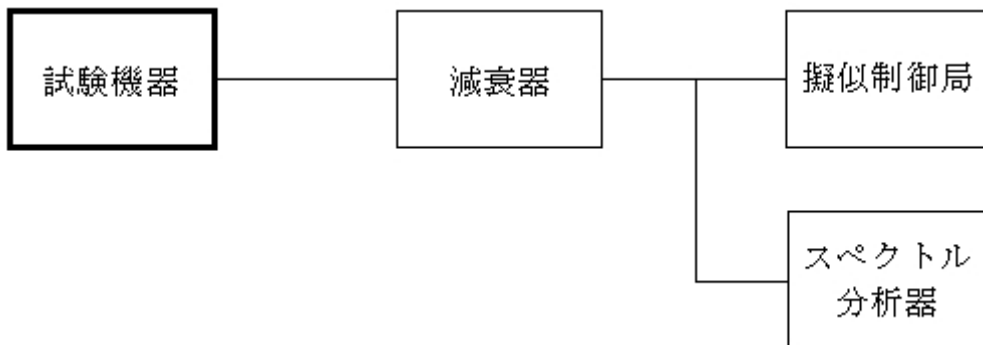 試験機器
減衰器
擬似制御局
スペクトル
分析器